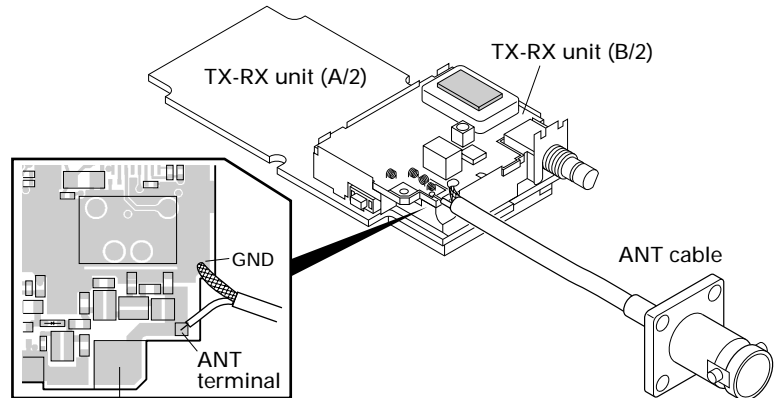 TX-RX unit (A/2)
TX-RX unit (B/2)
GND
ANT cable
ANT
terminal